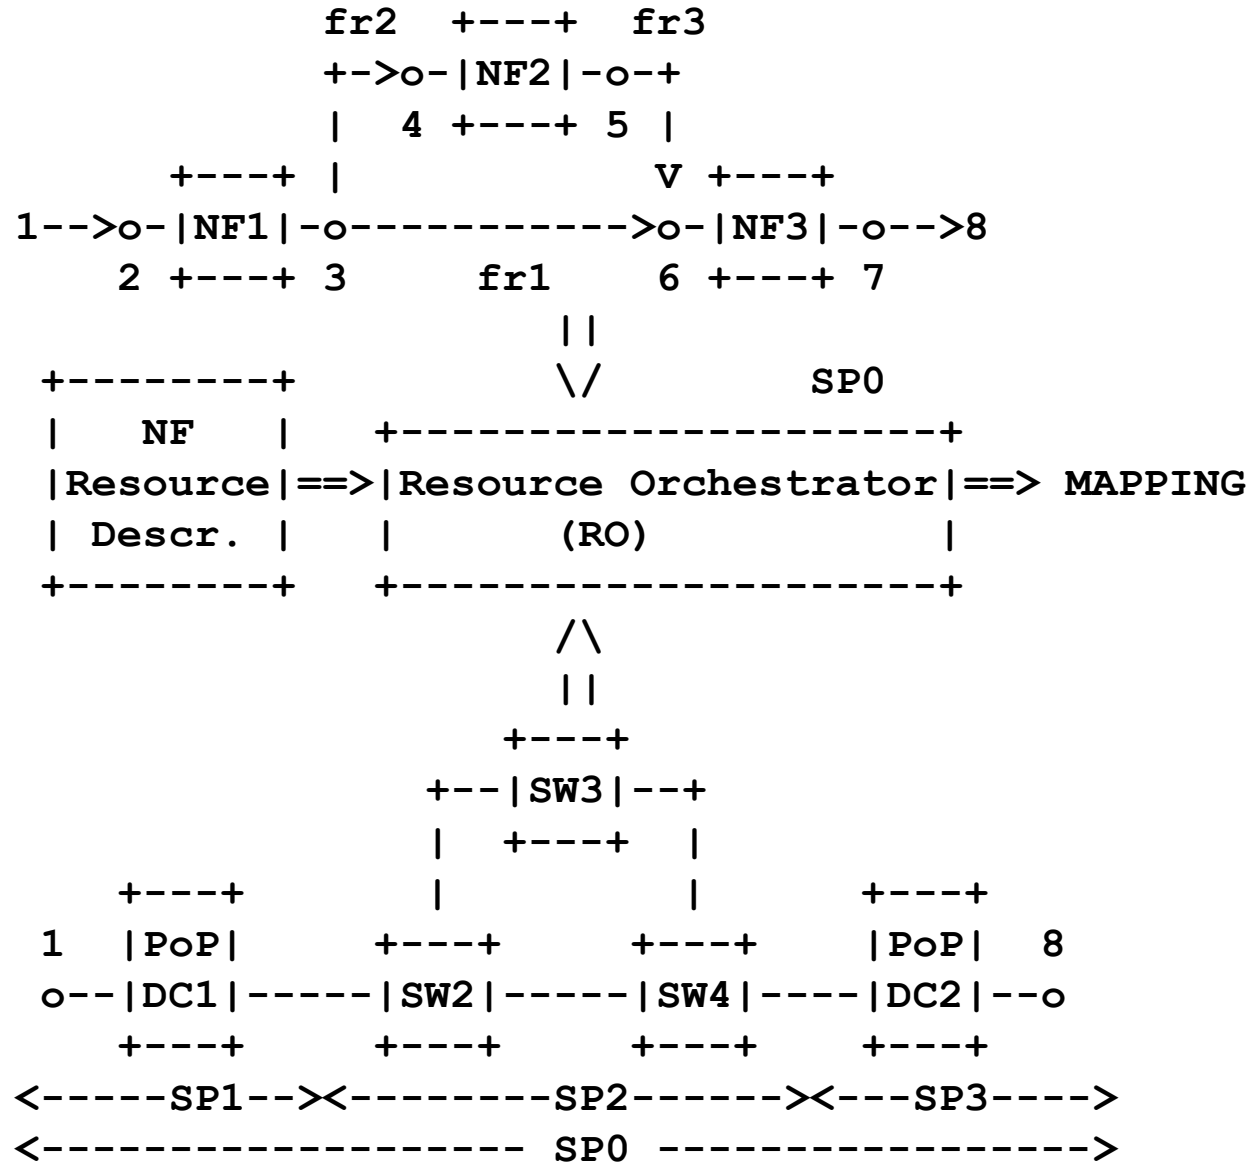 fr2  +---+  fr3
              +->o-|NF2|-o-+
              |  4 +---+ 5 |
        +---+ |            V +---+
  1-->o-|NF1|-o----------->o-|NF3|-o-->8
      2 +---+ 3     fr1    6 +---+ 7
                       ||
   +--------+          \/        SP0
   |   NF   |   +---------------------+
   |Resource|==>|Resource Orchestrator|==> MAPPING
   | Descr. |   |      (RO)           |
   +--------+   +---------------------+
                       /\
                       ||
                     +---+
                  +--|SW3|--+
                  |  +---+  |
      +---+       |         |      +---+
   1  |PoP|     +---+     +---+    |PoP|  8
   o--|DC1|-----|SW2|-----|SW4|----|DC2|--o
      +---+     +---+     +---+    +---+
  <-----SP1--><--------SP2------><---SP3---->
  <------------------- SP0 ----------------->